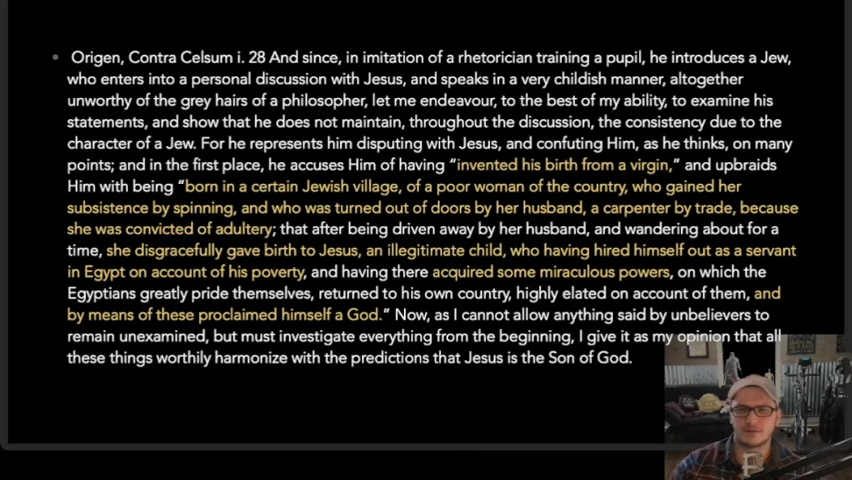 Origen, Contra Celsum i. 28 And since, in imitation of a rhetorician training a pupil, he introduces a Jew,
who enters into a personal discussion with Jesus, and speaks in a very childish manner, altogether
unworthy of the grey hairs of a philosopher, let me endeavour, to the best of my ability, to examine his
statements, and show that he does not maintain, throughout the discussion, the consistency due to the
character of a Jew. For he represents him disputing with Jesus, and confuting Him, as he thinks, on many
points; and in the first place, he accuses Him of having “invented his birth from a virgin,” and upbraids
Him with being “born in a certain Jewish village, of a poor woman of the country, who gained her
subsistence by spinning, and who was turned out of doors by her husband, a carpenter by trade, because
she was convicted of adultery; that after being driven away by her husband, and wandering about for a
time, she disgracefully gave birth to Jesus, an illegitimate child, who having hired himself out as a servant
in Egypt on account of his poverty, and having there acquired some miraculous powers, on which the
Egyptians greatly pride themselves, returned to his own country, highly elated on account of them, and
by means of these proclaimed himself a God.” Now, as I cannot allow anything said by unbelievers to
remain unexamined, but must investigate everything from the beginning, I give it as my opinion that all
these things worthily harmonize with the predictions that Jesus is the Son of God.